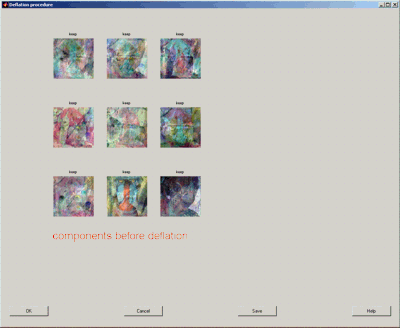 Deflation procedure
keep keep keep
keep keep keep
keep keep keep
components before deflation
OK Cancel Save Help